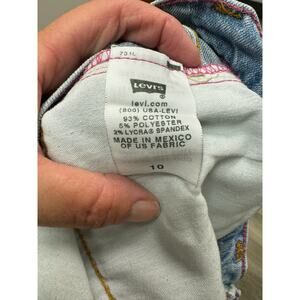 Levi's
levi.com
(800) USA-LEVI
93% COTTON
5% POLYESTER
2% LYCRA® SPANDEX
MADE IN MEXICO
OF US FABRIC
10